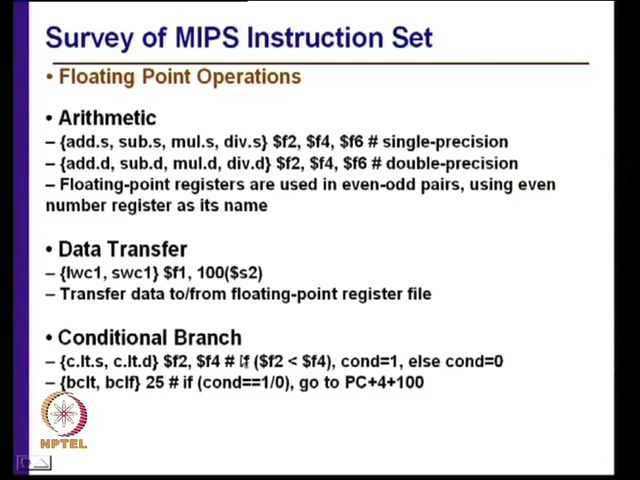 Survey of MIPS Instruction Set
• Floating Point Operations
• Arithmetic
– {add.s, sub.s, mul.s, div.s} $f2, $f4, $f6 # single-precision
– {add.d, sub.d, mul.d, div.d} $f2, $f4, $f6 # double-precision
– Floating-point registers are used in even-odd pairs, using even
number register as its name
• Data Transfer
– {lwc1, swc1} $f1, 100($s2)
– Transfer data to/from floating-point register file
• Conditional Branch
– {c.lt.s, c.lt.d} $f2, $f4 # if ($f2 < $f4), cond=1, else cond=0
– {bclt, bclf} 25 # if (cond==1/0), go to PC+4+100
NPTEL